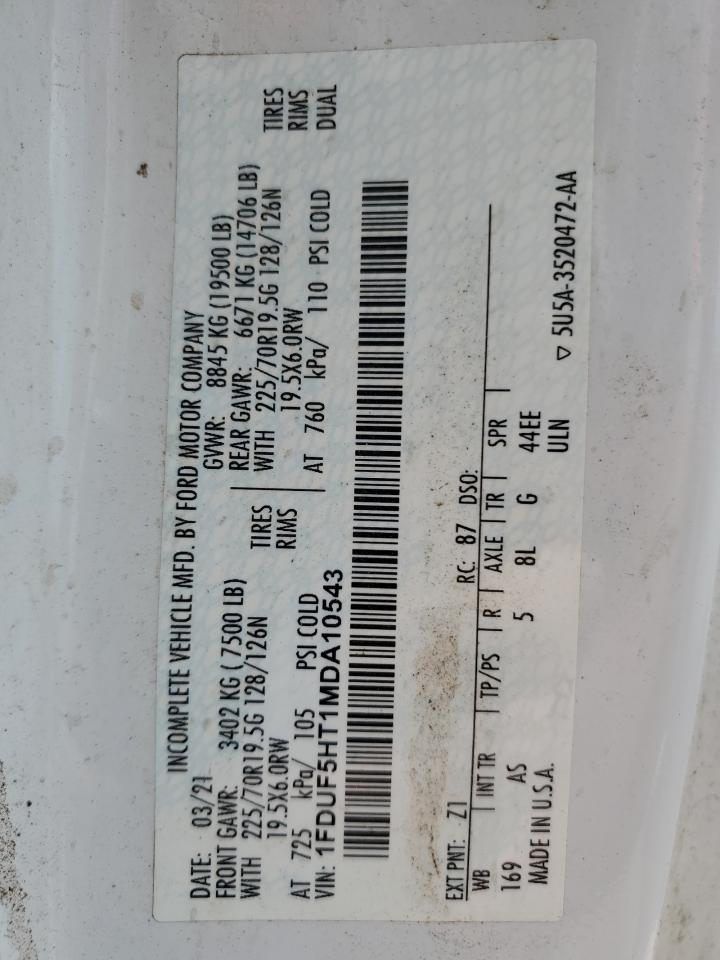 INCOMPLETE VEHICLE MFD. BY FORD MOTOR COMPANY
DATE: 03/21 GVWR: 8845 KG (19500 LB)
FRONT GAWR: 3402 KG ( 7500 LB) REAR GAWR: 6671 KG (14706 LB)
WITH 225/70R19.5G 128/126N TIRES WITH 225/70R19.5G 128/126N TIRES
19.5X6.0RW RIMS 19.5X6.0RW RIMS
AT 725 kPa/ 105 PSI COLD AT 760 kPa/ 110 PSI COLD DUAL
VIN: 1FDUF5HT1MDA10543
EXT PNT: Z1 RC: 87 DSO:
WB INT TR TP/PS R AXLE TR SPR
169 AS 5 8L G 44EE
MADE IN U.S.A. ULN
▽ 5U5A-3520472-AA